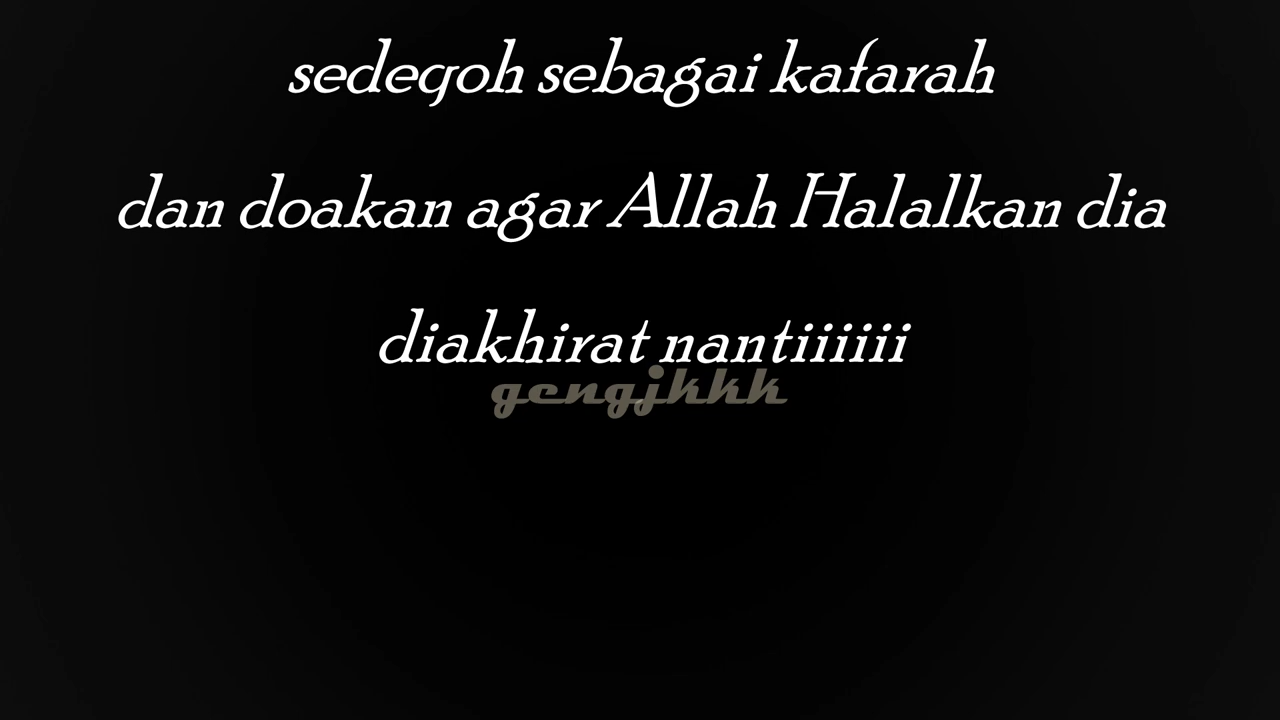 sedeqoh sebagai kafarah
dan doakan agar Allah Halalkan dia
diakhirat nantiiiiii
gengjkkk